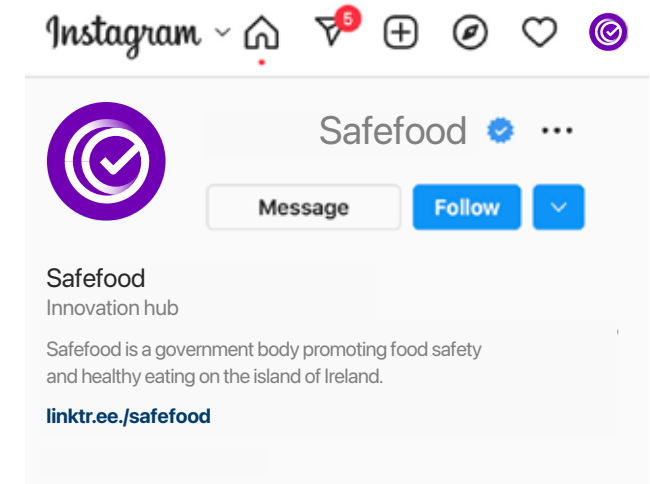 Instagram
5
Safefood
Message Follow
Safefood
Innovation hub
Safefood is a government body promoting food safety
and healthy eating on the island of Ireland.
linktr.ee./safefood